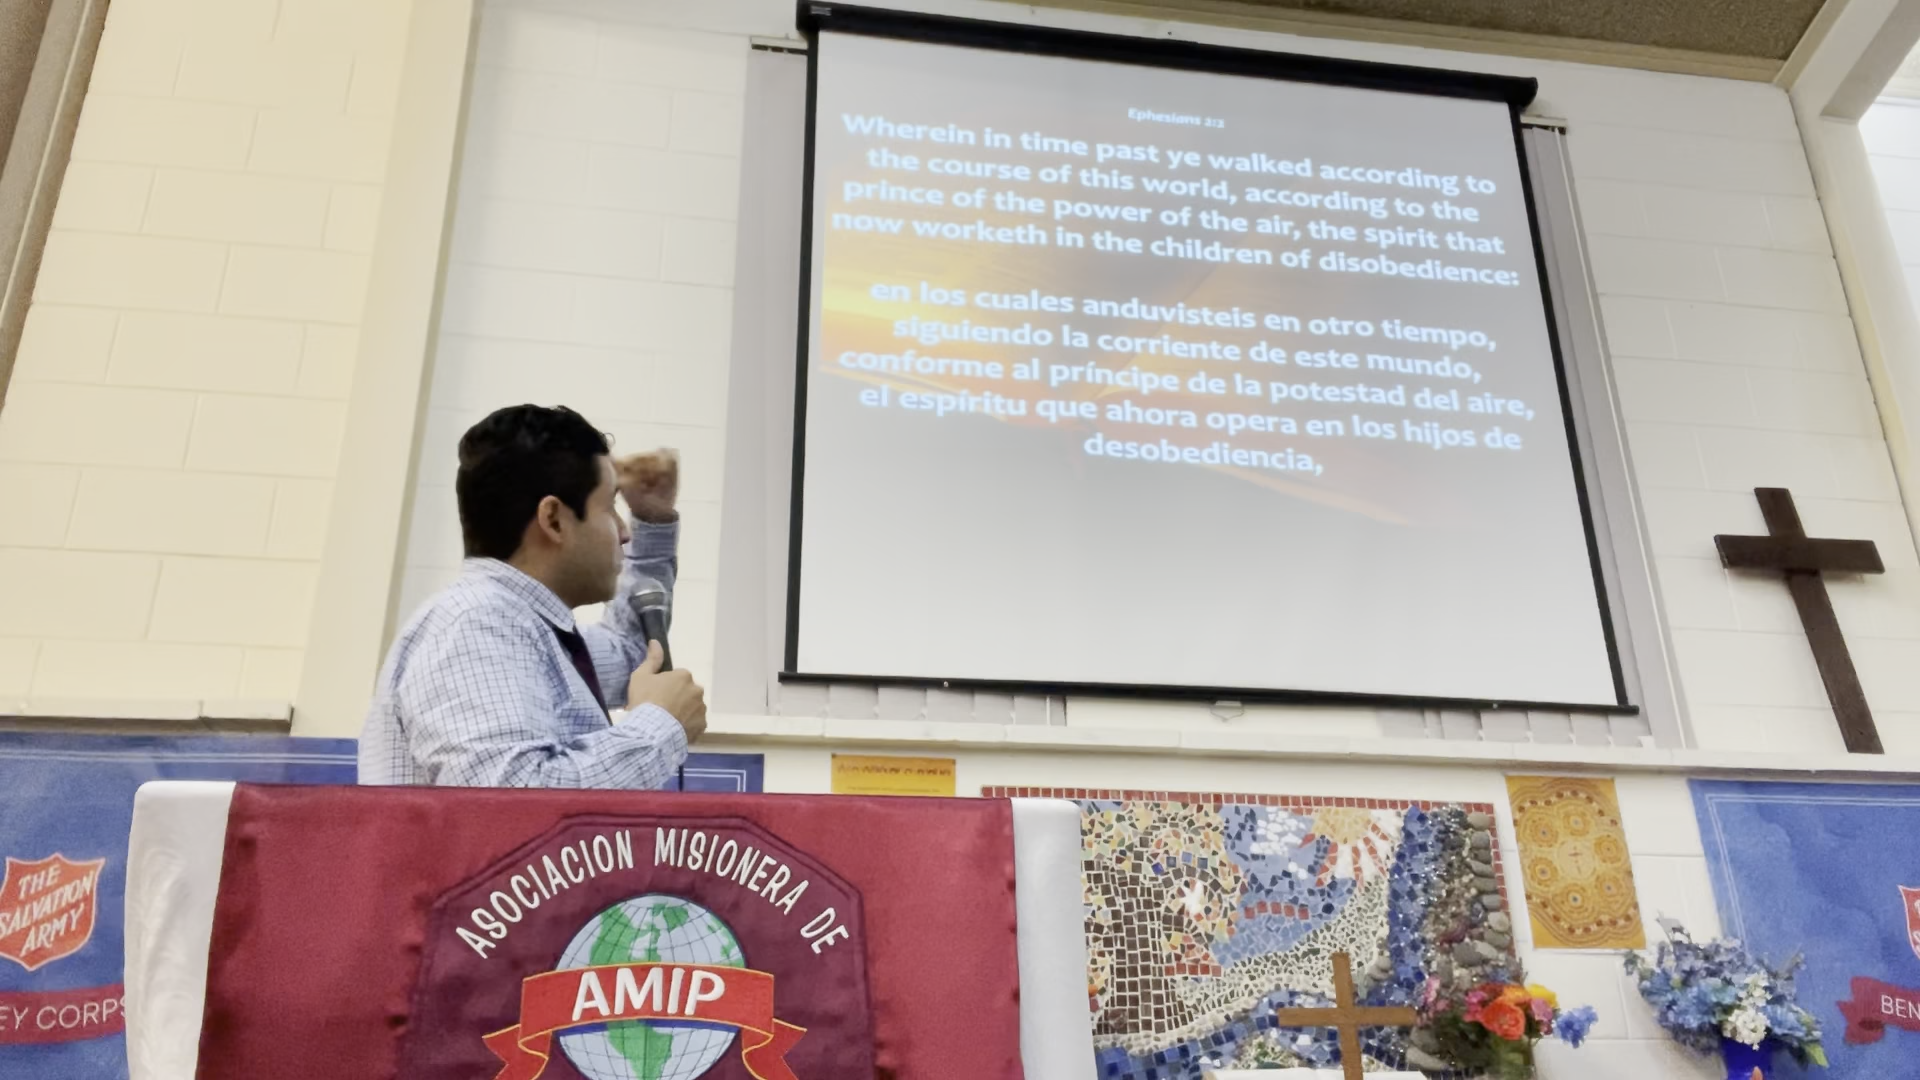 Ephesians 2:2
Wherein in time past ye walked according to
the course of this world, according to the
prince of the power of the air, the spirit that
now worketh in the children of disobedience:
en los cuales anduvisteis en otro tiempo,
siguiendo la corriente de este mundo,
conforme al príncipe de la potestad del aire,
el espíritu que ahora opera en los hijos de
desobediencia,
THE
SALVATION
ARMY
EY CORPS
ASOCIACION MISIONERA DE
AMIP
BEN